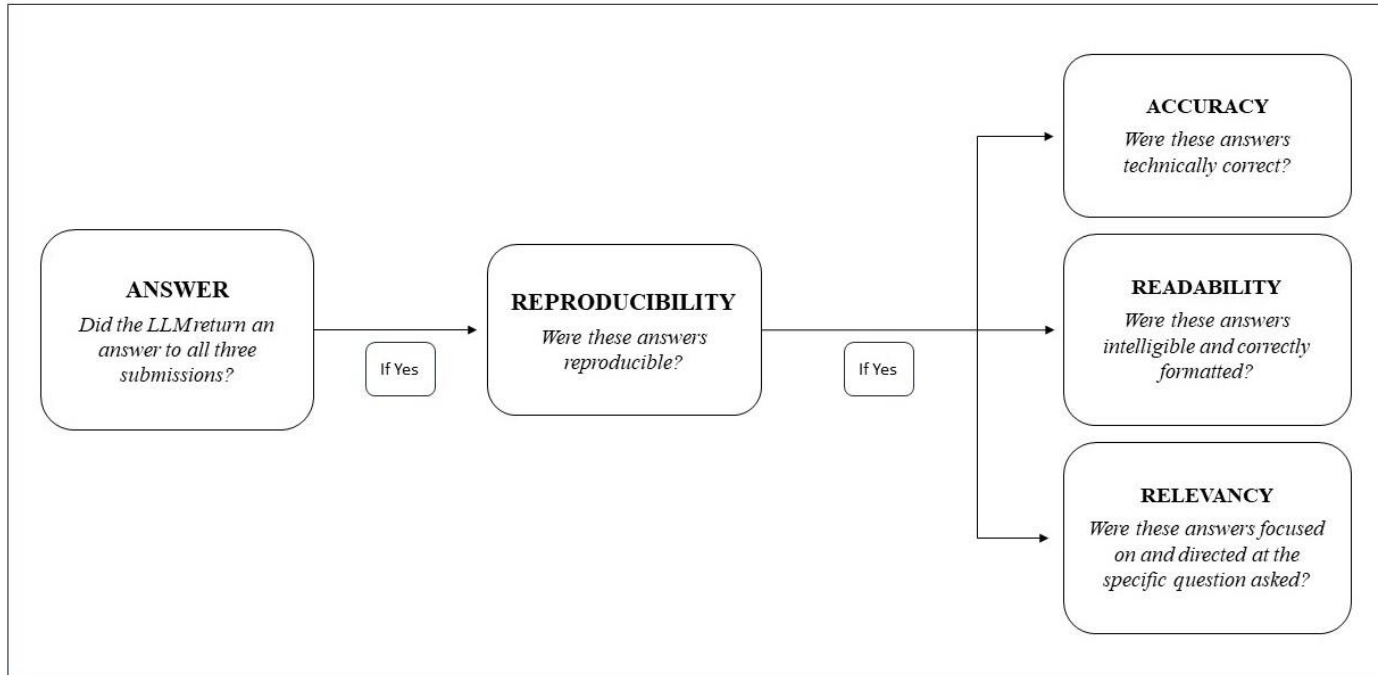 ANSWER
Did the LLM return an
answer to all three
submissions?
If Yes
REPRODUCIBILITY
Were these answers
reproducible?
If Yes
ACCURACY
Were these answers
technically correct?
READABILITY
Were these answers
intelligible and correctly
formatted?
RELEVANCY
Were these answers focused
on and directed at the
specific question asked?